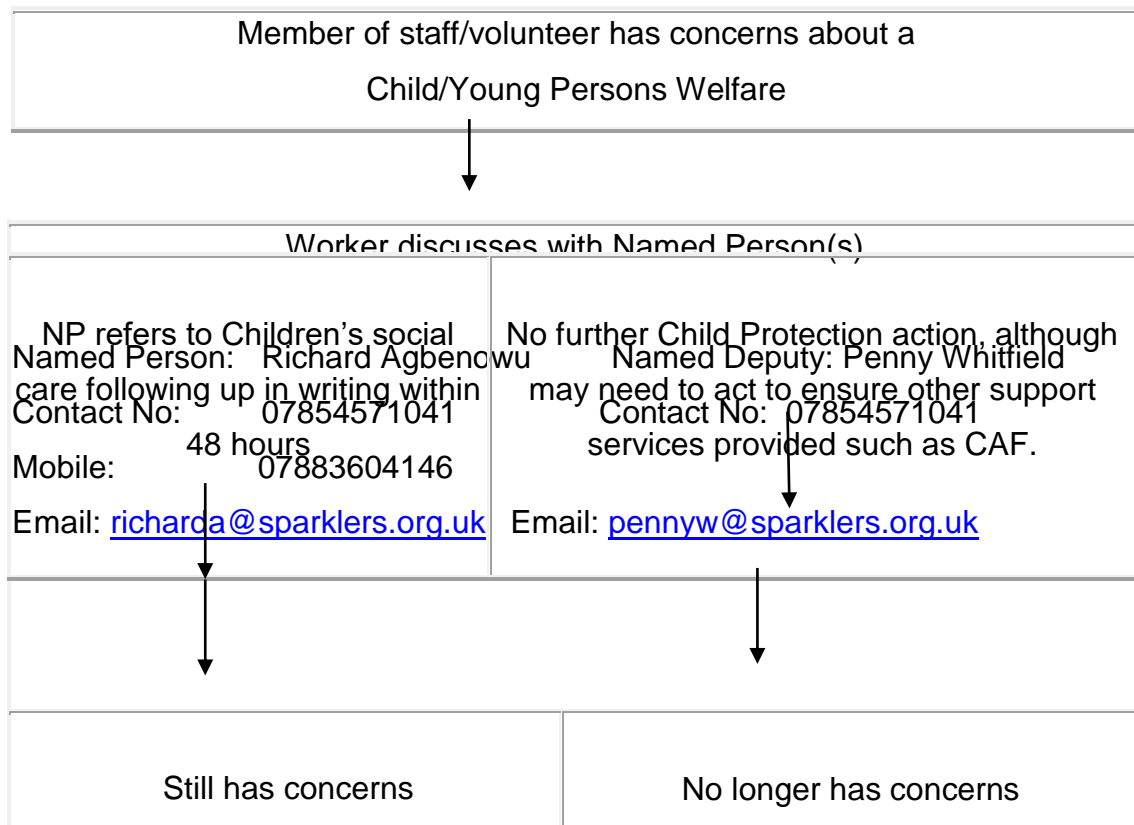 Member of staff/volunteer has concerns about a
Child/Young Persons Welfare
Worker discusses with Named Person(s)
NP refers to Children’s social
care following up in writing within
48 hours
No further Child Protection action, although
may need to act to ensure other support
services provided such as CAF.
Named Person: Richard Agbenowu
Contact No: 07854571041
Mobile: 07883604146
Email: richarda@sparklers.org.uk
Named Deputy: Penny Whitfield
Contact No: 07854571041
Email: pennyw@sparklers.org.uk
Still has concerns
No longer has concerns